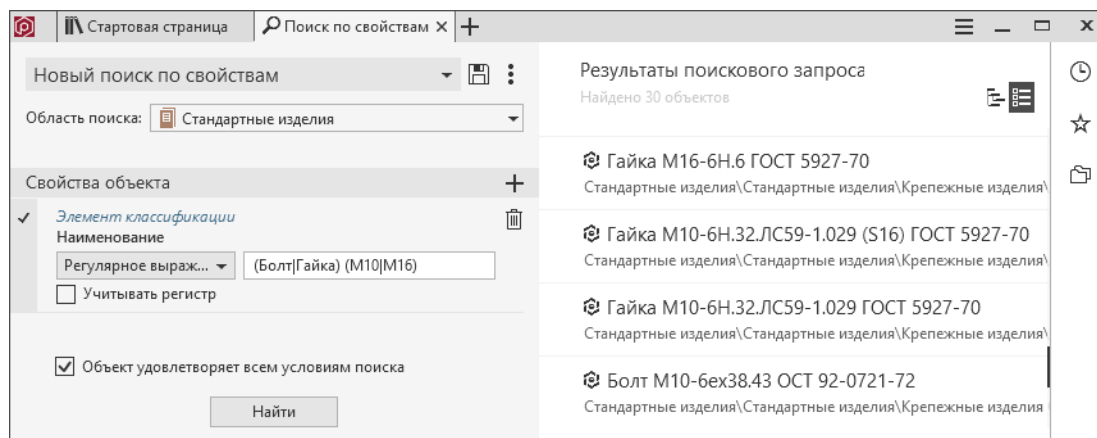 Стартовая страница
Поиск по свойствам
Новый поиск по свойствам
Область поиска: Стандартные изделия
Свойства объекта
Элемент классификации
Наименование
Регулярное выраж... (Болт|Гайка) (М10|М16)
Учитывать регистр
Объект удовлетворяет всем условиям поиска
Найти
Результаты поискового запроса
Найдено 30 объектов
Гайка М16-6Н.6 ГОСТ 5927-70
Стандартные изделия\Стандартные изделия\Крепежные изделия\
Гайка М10-6Н.32.ЛС59-1.029 (S16) ГОСТ 5927-70
Стандартные изделия\Стандартные изделия\Крепежные изделия\
Гайка М10-6Н.32.ЛС59-1.029 ГОСТ 5927-70
Стандартные изделия\Стандартные изделия\Крепежные изделия\
Болт М10-6ех38.43 ОСТ 92-0721-72
Стандартные изделия\Стандартные изделия\Крепежные изделия